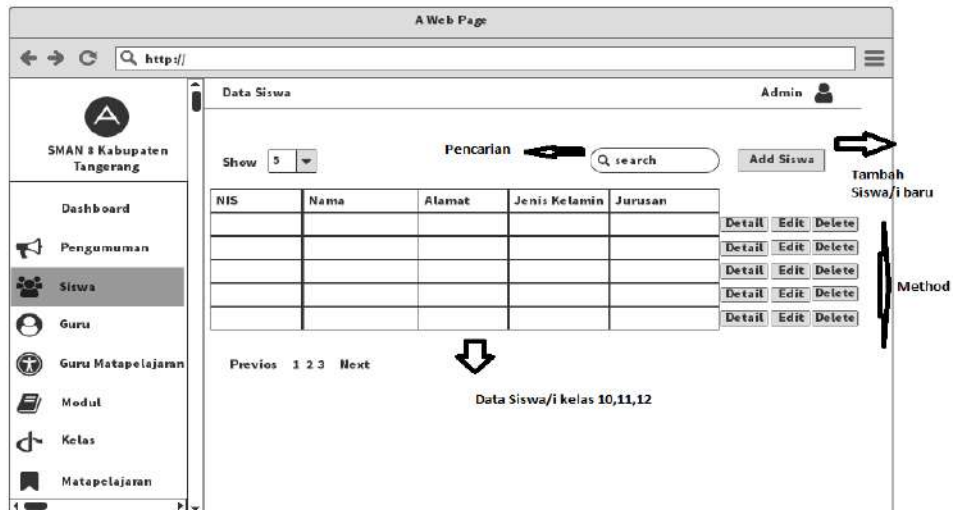 A Web Page
http://
Data Siswa
Admin
SMAN 8 Kabupaten
Tangerang
Show 5
Pencarian
search
Add Siswa
Tambah
Siswa/i baru
Dashboard
Pengumuman
Siswa
Guru
Guru Matapelajaran
Modul
Kelas
Matapelajaran
NIS Nama Alamat Jenis Kelamin Jurusan
Detail Edit Delete
Detail Edit Delete
Detail Edit Delete
Detail Edit Delete
Detail Edit Delete
Method
Previos 1 2 3 Next
Data Siswa/i kelas 10,11,12